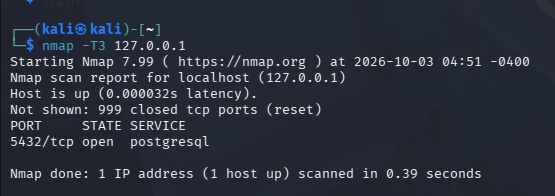 ┌──(kali㉿kali)-[~]
└─$ nmap -T3 127.0.0.1
Starting Nmap 7.99 ( https://nmap.org ) at 2026-10-03 04:51 -0400
Nmap scan report for localhost (127.0.0.1)
Host is up (0.000032s latency).
Not shown: 999 closed tcp ports (reset)
PORT     STATE SERVICE
5432/tcp open  postgresql

Nmap done: 1 IP address (1 host up) scanned in 0.39 seconds